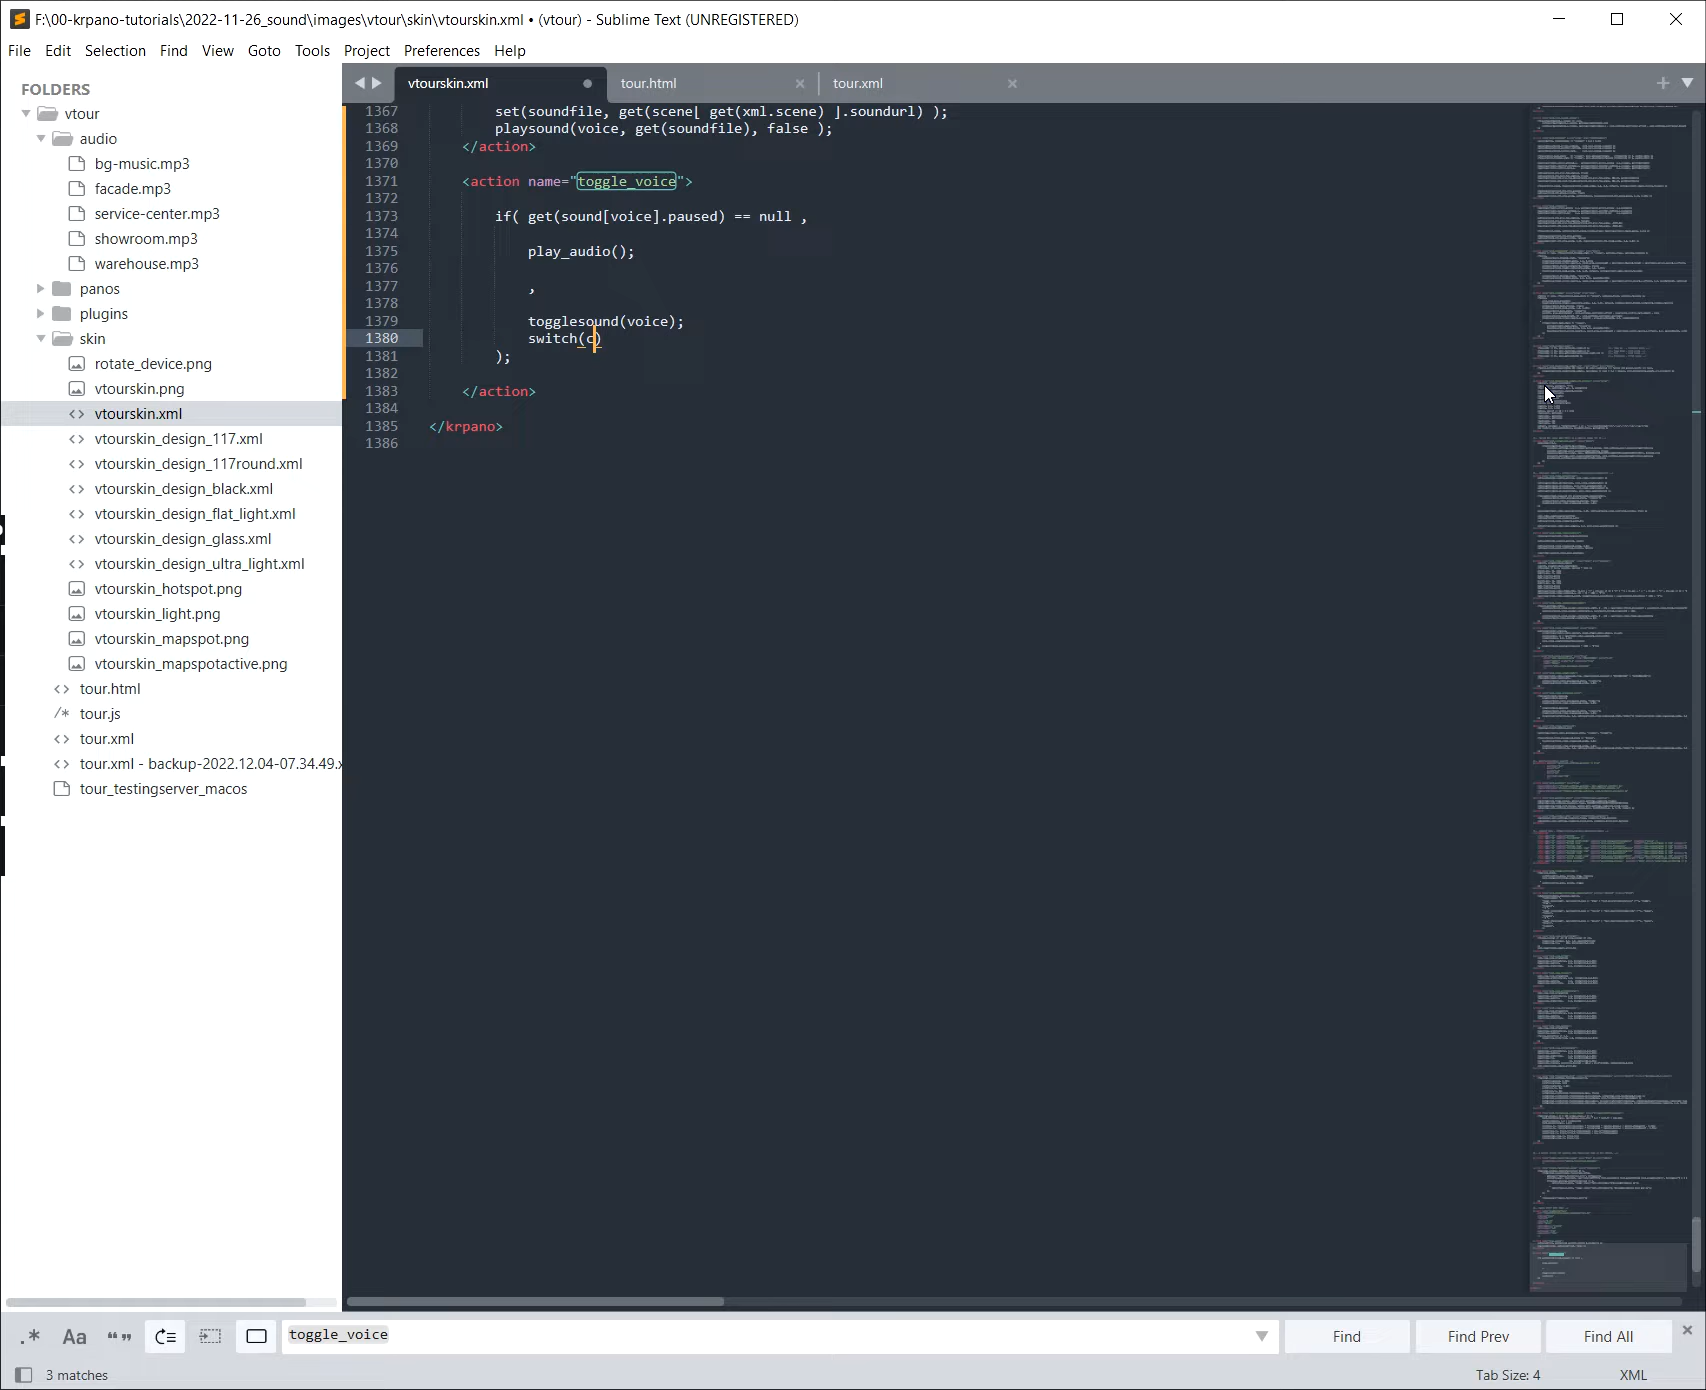 F:\00-krpano-tutorials\2022-11-26_sound\images\vtour\skin\vtourskin.xml • (vtour) - Sublime Text (UNREGISTERED)
File Edit Selection Find View Goto Tools Project Preferences Help
FOLDERS
vtour
audio
bg-music.mp3
facade.mp3
service-center.mp3
showroom.mp3
warehouse.mp3
panos
plugins
skin
rotate_device.png
vtourskin.png
vtourskin.xml
vtourskin_design_117.xml
vtourskin_design_117round.xml
vtourskin_design_black.xml
vtourskin_design_flat_light.xml
vtourskin_design_glass.xml
vtourskin_design_ultra_light.xml
vtourskin_hotspot.png
vtourskin_light.png
vtourskin_mapspot.png
vtourskin_mapspotactive.png
tour.html
tour.js
tour.xml
tour.xml - backup-2022.12.04-07.34.49.x
tour_testingserver_macos
vtourskin.xml tour.html tour.xml
1367 set(soundfile, get(scene[ get(xml.scene) ].soundurl) );
1368 playsound(voice, get(soundfile), false );
1369 </action>
1370
1371 <action name="toggle_voice">
1372
1373 if( get(sound[voice].paused) == null ,
1374
1375 play_audio();
1376
1377 ,
1378
1379 togglesound(voice);
1380 switch(c)
1381 );
1382
1383 </action>
1384
1385 </krpano>
1386
.* Aa “ ” toggle_voice Find Find Prev Find All
3 matches Tab Size: 4 XML